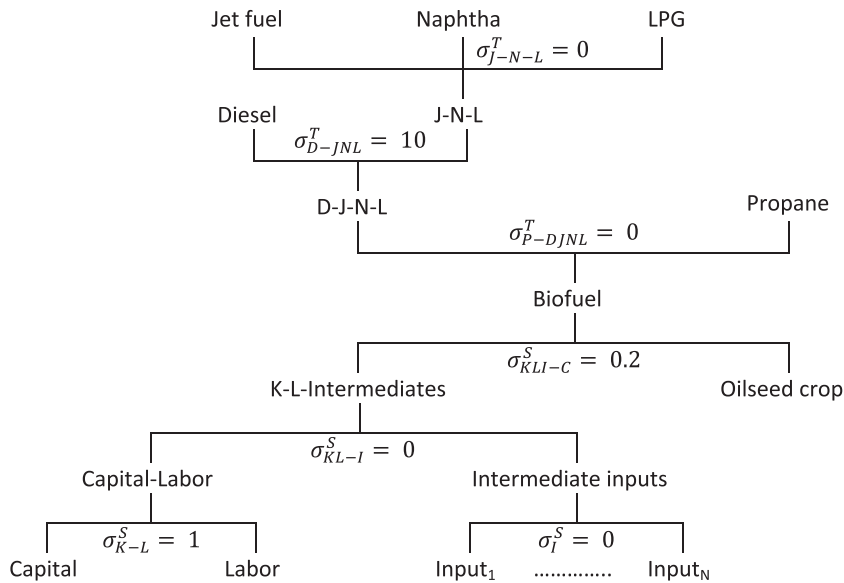 Jet fuel Naphtha LPG
σ^T_{J−N−L} = 0
Diesel J-N-L
σ^T_{D−JNL} = 10
D-J-N-L Propane
σ^T_{P−DJNL} = 0
Biofuel
σ^S_{KLI−C} = 0.2
K-L-Intermediates Oilseed crop
σ^S_{KL−I} = 0
Capital-Labor Intermediate inputs
σ^S_{K−L} = 1 σ^S_I = 0
Capital Labor Input₁ .............. Input_N